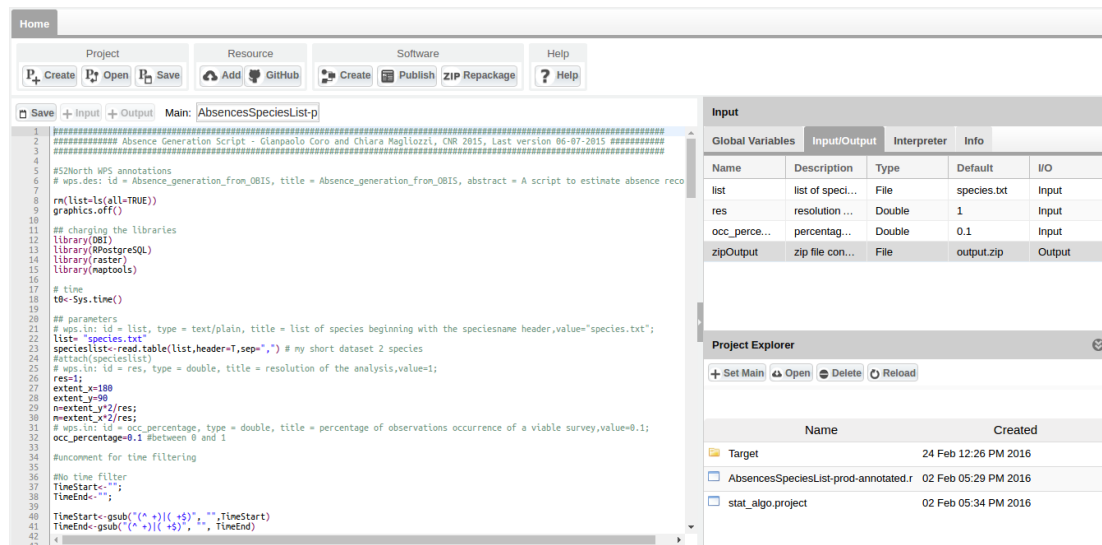 Home
Project Resource Software Help
P+ Create Open Save Add GitHub Create Publish ZIP Repackage ? Help
Save + Input + Output Main: AbsencesSpeciesList-p
1 ####################################################################################################
2 ############# Absence Generation Script - Gianpaolo Coro and Chiara Magliozzi, CNR 2015, Last version 06-07-2015 ###########
3 ####################################################################################################
4
5 #52North WPS annotations
6 # wps.des: id = Absence_generation_from_OBIS, title = Absence_generation_from_OBIS, abstract = A script to estimate absence reco
7
8 rm(list=ls(all=TRUE))
9 graphics.off()
10
11 ## charging the libraries
12 library(DBI)
13 library(RPostgreSQL)
14 library(raster)
15 library(maptools)
16
17 # time
18 t0<-Sys.time()
19
20 ## parameters
21 # wps.in: id = list, type = text/plain, title = list of species beginning with the speciesname header,value="species.txt";
22 list= "species.txt"
23 specieslist<-read.table(list,header=T,sep=",") # my short dataset 2 species
24 #attach(specieslist)
25 # wps.in: id = res, type = double, title = resolution of the analysis,value=1;
26 res=1;
27 extent_x=180
28 extent_y=90
29 n=extent_y*2/res;
30 m=extent_x*2/res;
31 # wps.in: id = occ_percentage, type = double, title = percentage of observations occurrence of a viable survey,value=0.1;
32 occ_percentage=0.1 #between 0 and 1
33
34 #uncomment for time filtering
35
36 #No time filter
37 TimeStart<-"";
38 TimeEnd<-"";
39
40 TimeStart<-gsub("(^ +)|( +$)", "",TimeStart)
41 TimeEnd<-gsub("(^ +)|( +$)", "", TimeEnd)
42
Input
Global Variables Input/Output Interpreter Info
Name Description Type Default I/O
list list of speci... File species.txt Input
res resolution ... Double 1 Input
occ_perce... percentag... Double 0.1 Input
zipOutput zip file con... File output.zip Output
Project Explorer
+ Set Main Open Delete Reload
Name Created
Target 24 Feb 12:26 PM 2016
AbsencesSpeciesList-prod-annotated.r 02 Feb 05:29 PM 2016
stat_algo.project 02 Feb 05:34 PM 2016